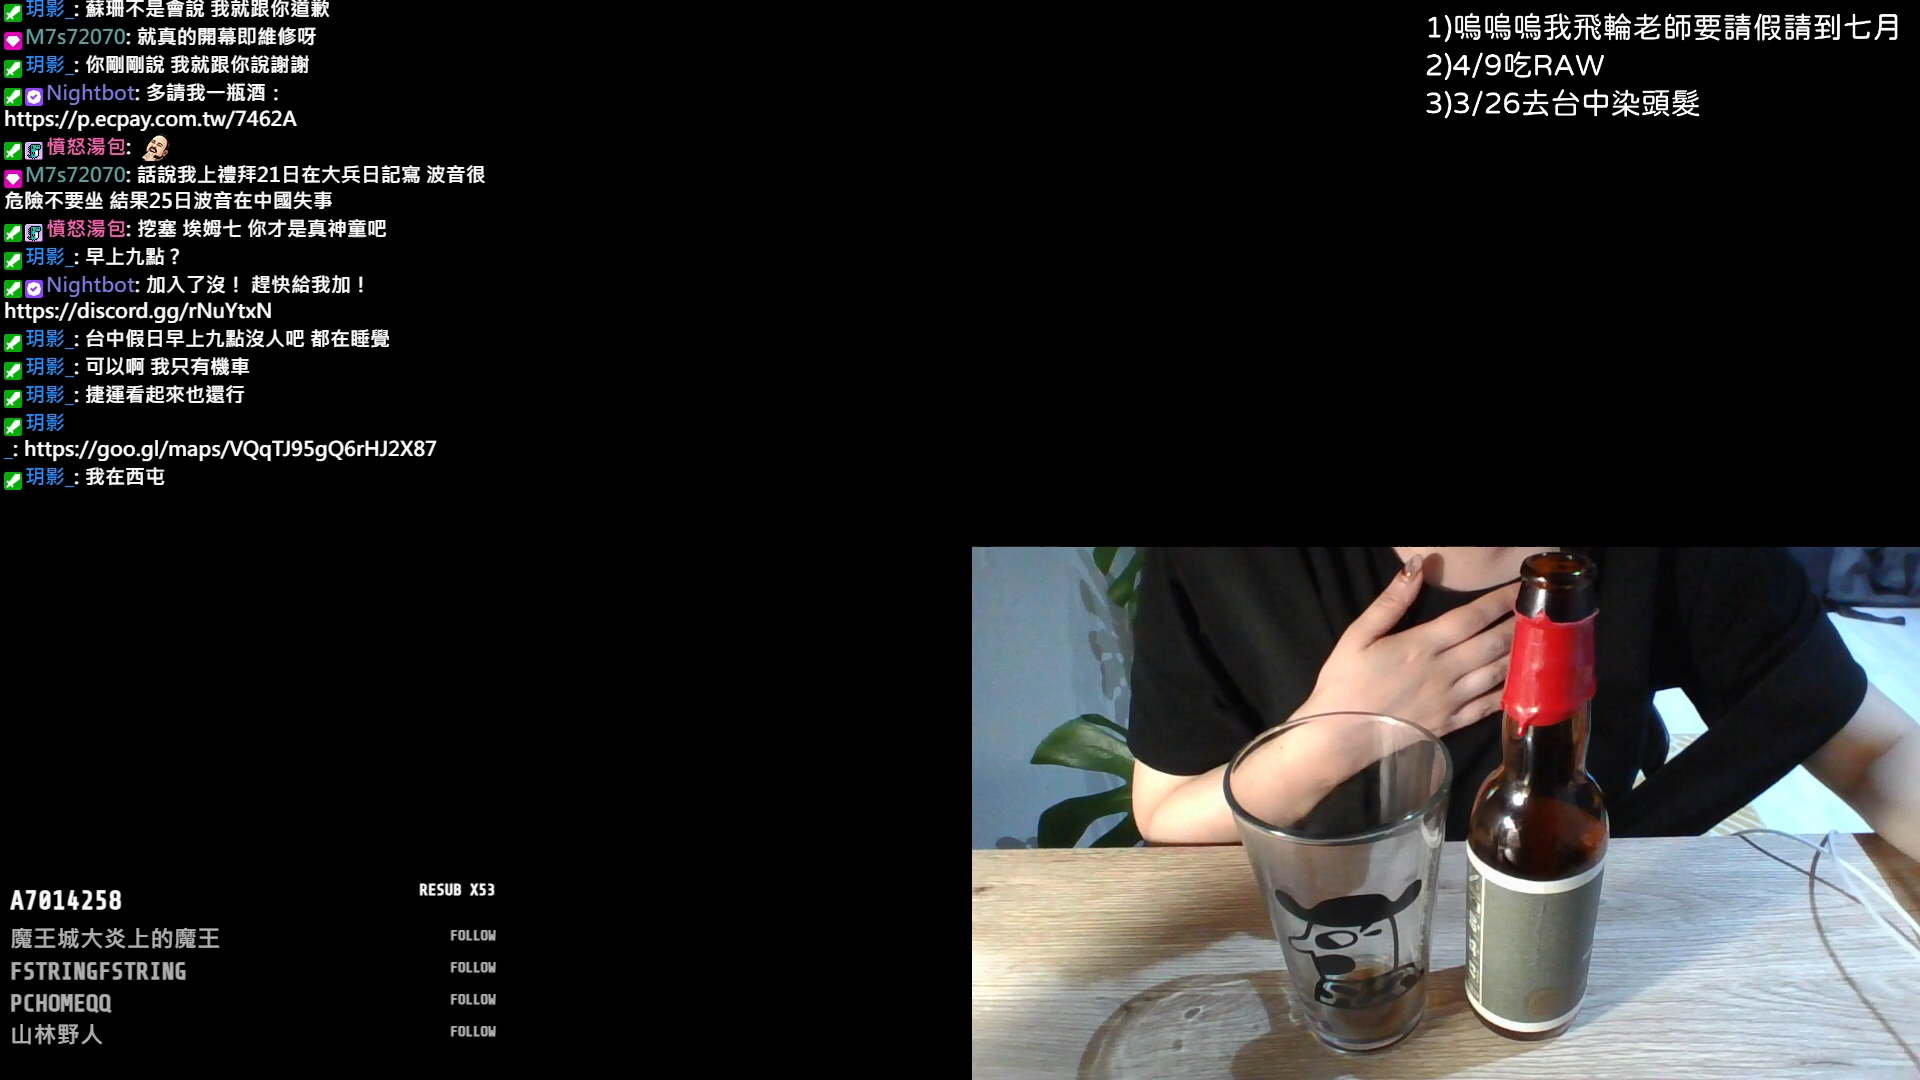 玥影_: 蘇珊不是會說 我就跟你道歉
M7s72070: 就真的開幕即維修呀
玥影_: 你剛剛說 我就跟你說謝謝
Nightbot: 多請我一瓶酒：
https://p.ecpay.com.tw/7462A
憤怒湯包:
M7s72070: 話說我上禮拜21日在大兵日記寫 波音很
危險不要坐 結果25日波音在中國失事
憤怒湯包: 挖塞 埃姆七 你才是真神童吧
玥影_: 早上九點？
Nightbot: 加入了沒！ 趕快給我加！
https://discord.gg/rNuYtxN
玥影_: 台中假日早上九點沒人吧 都在睡覺
玥影_: 可以啊 我只有機車
玥影_: 捷運看起來也還行
玥影
_: https://goo.gl/maps/VQqTJ95gQ6rHJ2X87
玥影_: 我在西屯
1)嗚嗚嗚我飛輪老師要請假請到七月
2)4/9吃RAW
3)3/26去台中染頭髮
A7014258 RESUB X53
魔王城大炎上的魔王 FOLLOW
FSTRINGFSTRING FOLLOW
PCHOMEQQ FOLLOW
山林野人 FOLLOW